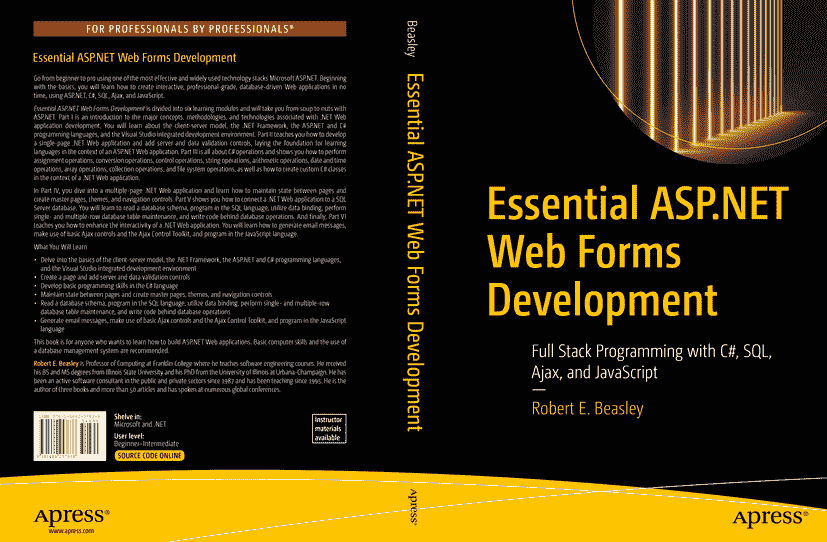 FOR PROFESSIONALS BY PROFESSIONALS®
Essential ASP.NET Web Forms Development
Go from beginner to pro using one of the most effective and widely used technology stacks Microsoft ASP.NET. Beginning
with the basics, you will learn how to create interactive, professional-grade, database-driven Web applications in no
time, using ASP.NET, C#, SQL, Ajax, and JavaScript.
Essential ASP.NET Web Forms Development is divided into six learning modules and will take you from soup to nuts with
ASP.NET. Part I is an introduction to the major concepts, methodologies, and technologies associated with .NET Web
application development. You will learn about the client-server model, the .NET Framework, the ASP.NET and C#
programming languages, and the Visual Studio integrated development environment. Part II teaches you how to develop
a single-page .NET Web application and add server and data validation controls, laying the foundation for learning
languages in the context of an ASP.NET Web application. Part III is all about C# operations and shows you how to perform
assignment operations, conversion operations, control operations, string operations, arithmetic operations, date and time
operations, array operations, collection operations, and file system operations, as well as how to create custom C# classes
in the context of a .NET Web application.
In Part IV, you dive into a multiple-page .NET Web application and learn how to maintain state between pages and
create master pages, themes, and navigation controls. Part V shows you how to connect a .NET Web application to a SQL
Server database. You will learn to read a database schema, program in the SQL language, utilize data binding, perform
single- and multiple-row database table maintenance, and write code behind database operations. And finally, Part VI
teaches you how to enhance the interactivity of a .NET Web application. You will learn how to generate email messages,
make use of basic Ajax controls and the Ajax Control Toolkit, and program in the JavaScript language.
What You Will Learn
• Delve into the basics of the client-server model, the .NET Framework, the ASP.NET and C# programming languages,
and the Visual Studio integrated development environment
• Create a page and add server and data validation controls
• Develop basic programming skills in the C# language
• Maintain state between pages and create master pages, themes, and navigation controls
• Read a database schema, program in the SQL language, utilize data binding, perform single- and multiple-row
database table maintenance, and write code behind database operations
• Generate email messages, make use of basic Ajax controls and the Ajax Control Toolkit, and program in the JavaScript
language
This book is for anyone who wants to learn how to build ASP.NET Web applications. Basic computer skills and the use of
a database management system are recommended.
Robert E. Beasley is Professor of Computing at Franklin College where he teaches software engineering courses. He received
his BS and MS degrees from Illinois State University and his PhD from the University of Illinois at Urbana-Champaign. He has
been an active software consultant in the public and private sectors since 1987 and has been teaching since 1995. He is the
author of three books and more than 50 articles and has spoken at numerous global conferences.
Shelve in:
Microsoft and .NET
User level:
Beginner–Intermediate
SOURCE CODE ONLINE
Instructor
materials
available
Apress®
www.apress.com
Beasley
Essential ASP.NET Web Forms Development
Apress®
Essential ASP.NET
Web Forms
Development
Full Stack Programming with C#, SQL,
Ajax, and JavaScript
—
Robert E. Beasley
Apress®